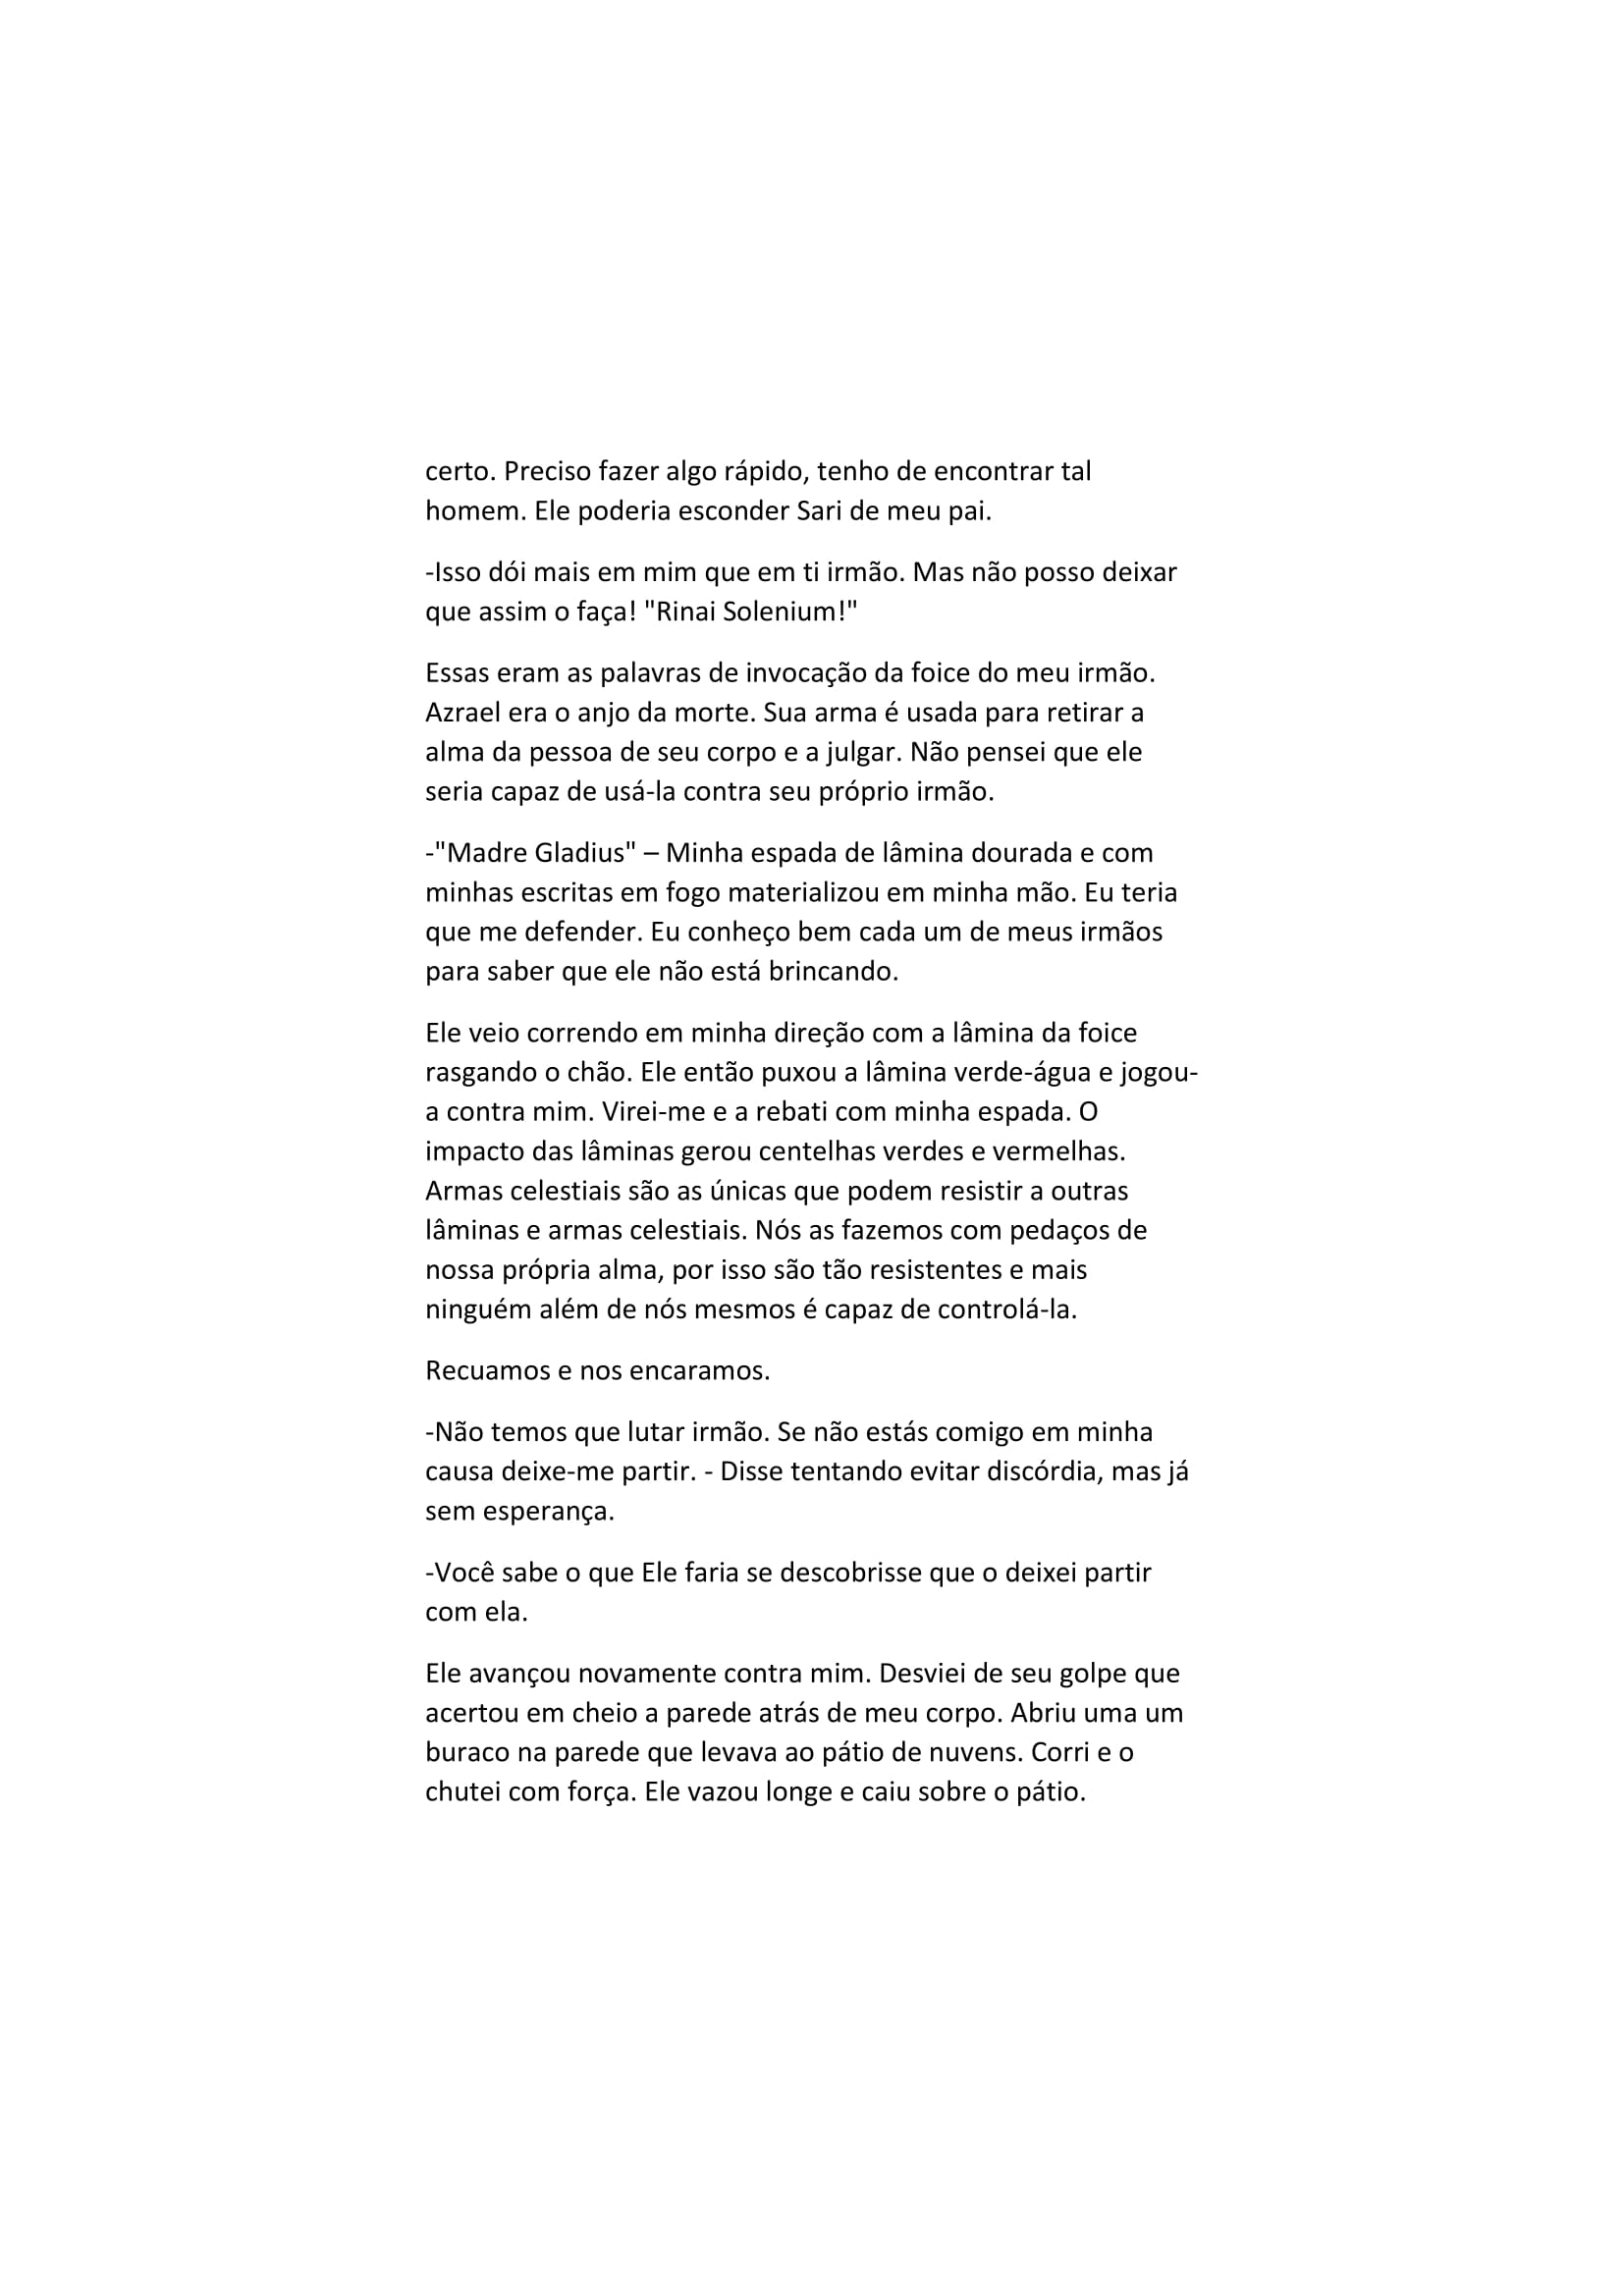 certo. Preciso fazer algo rápido, tenho de encontrar tal
homem. Ele poderia esconder Sari de meu pai.
-Isso dói mais em mim que em ti irmão. Mas não posso deixar
que assim o faça! "Rinai Solenium!"
Essas eram as palavras de invocação da foice do meu irmão.
Azrael era o anjo da morte. Sua arma é usada para retirar a
alma da pessoa de seu corpo e a julgar. Não pensei que ele
seria capaz de usá-la contra seu próprio irmão.
-"Madre Gladius" – Minha espada de lâmina dourada e com
minhas escritas em fogo materializou em minha mão. Eu teria
que me defender. Eu conheço bem cada um de meus irmãos
para saber que ele não está brincando.
Ele veio correndo em minha direção com a lâmina da foice
rasgando o chão. Ele então puxou a lâmina verde-água e jogou-
a contra mim. Virei-me e a rebati com minha espada. O
impacto das lâminas gerou centelhas verdes e vermelhas.
Armas celestiais são as únicas que podem resistir a outras
lâminas e armas celestiais. Nós as fazemos com pedaços de
nossa própria alma, por isso são tão resistentes e mais
ninguém além de nós mesmos é capaz de controlá-la.
Recuamos e nos encaramos.
-Não temos que lutar irmão. Se não estás comigo em minha
causa deixe-me partir. - Disse tentando evitar discórdia, mas já
sem esperança.
-Você sabe o que Ele faria se descobrisse que o deixei partir
com ela.
Ele avançou novamente contra mim. Desviei de seu golpe que
acertou em cheio a parede atrás de meu corpo. Abriu uma um
buraco na parede que levava ao pátio de nuvens. Corri e o
chutei com força. Ele vazou longe e caiu sobre o pátio.